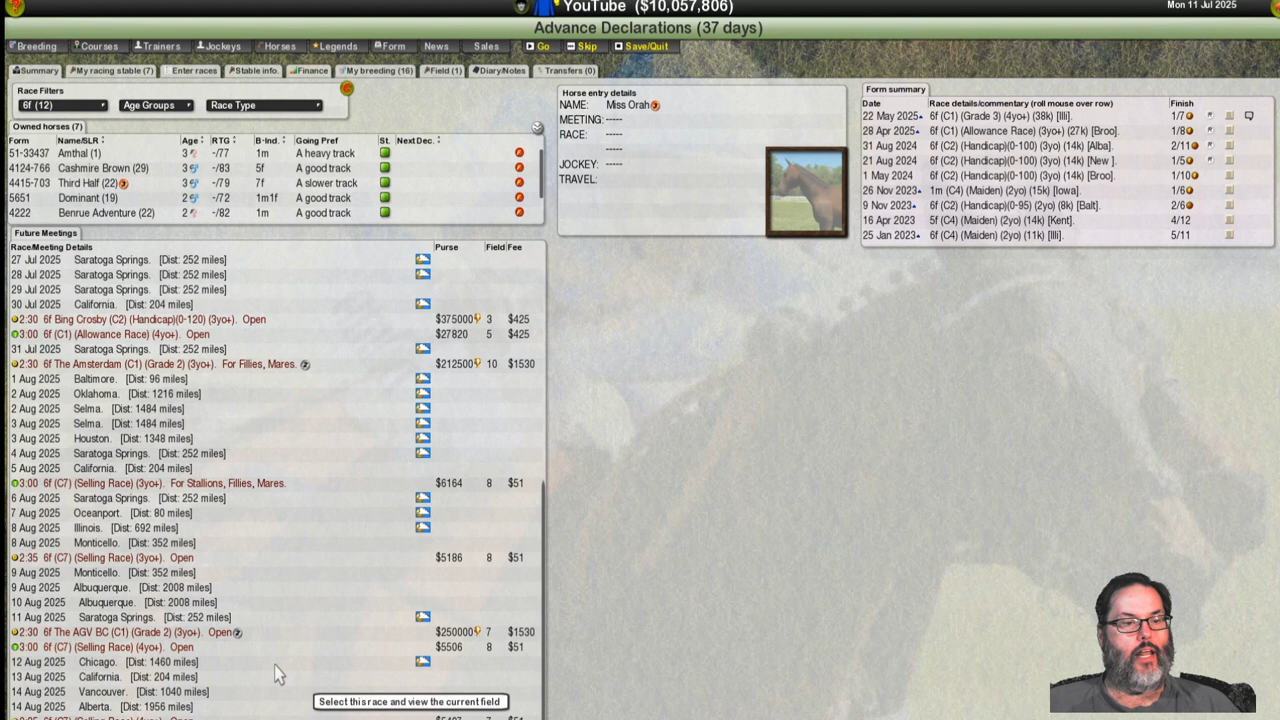 YouTube ($10,057,806)
Mon 11 Jul 2025
Advance Declarations (37 days)
Breeding Courses Trainers Jockeys Horses Legends Form News Sales Go Skip Save/Quit
Summary My racing stable (7) Enter races Stable info. Finance My breeding (16) Field (1) Diary/Notes Transfers (0)
Race Filters
6f (12) Age Groups Race Type
Owned horses (7)
Form Name/SLR Age RTG B-Ind. Going Pref St. Next Dec.
51-33437 Amthal (1) 3 -/77 1m A heavy track
4124-766 Cashmire Brown (29) 3 -/83 5f A good track
4415-703 Third Half (22) 3 -/79 7f A slower track
5651 Dominant (19) 2 -/72 1m1f A good track
4222 Benrue Adventure (22) 2 -/82 1m A good track
Future Meetings
Race/Meeting Details Purse Field Fee
27 Jul 2025 Saratoga Springs. [Dist: 252 miles]
28 Jul 2025 Saratoga Springs. [Dist: 252 miles]
29 Jul 2025 Saratoga Springs. [Dist: 252 miles]
30 Jul 2025 California. [Dist: 204 miles]
2:30 6f Bing Crosby (C2) (Handicap)(0-120) (3yo+). Open $375000 3 $425
3:00 6f (C1) (Allowance Race) (4yo+). Open $27820 5 $425
31 Jul 2025 Saratoga Springs. [Dist: 252 miles]
2:30 6f The Amsterdam (C1) (Grade 2) (3yo+). For Fillies, Mares. $212500 10 $1530
1 Aug 2025 Baltimore. [Dist: 96 miles]
2 Aug 2025 Oklahoma. [Dist: 1216 miles]
2 Aug 2025 Selma. [Dist: 1484 miles]
3 Aug 2025 Selma. [Dist: 1484 miles]
3 Aug 2025 Houston. [Dist: 1348 miles]
4 Aug 2025 Saratoga Springs. [Dist: 252 miles]
5 Aug 2025 California. [Dist: 204 miles]
3:00 6f (C7) (Selling Race) (3yo+). For Stallions, Fillies, Mares. $6164 8 $51
6 Aug 2025 Saratoga Springs. [Dist: 252 miles]
7 Aug 2025 Oceanport. [Dist: 80 miles]
8 Aug 2025 Illinois. [Dist: 692 miles]
8 Aug 2025 Monticello. [Dist: 352 miles]
2:35 6f (C7) (Selling Race) (3yo+). Open $5186 8 $51
9 Aug 2025 Monticello. [Dist: 352 miles]
9 Aug 2025 Albuquerque. [Dist: 2008 miles]
10 Aug 2025 Albuquerque. [Dist: 2008 miles]
11 Aug 2025 Saratoga Springs. [Dist: 252 miles]
2:30 6f The AGV BC (C1) (Grade 2) (3yo+). Open $250000 7 $1530
3:00 6f (C7) (Selling Race) (4yo+). Open $5506 8 $51
12 Aug 2025 Chicago. [Dist: 1460 miles]
13 Aug 2025 California. [Dist: 204 miles]
14 Aug 2025 Vancouver. [Dist: 1040 miles]
14 Aug 2025 Alberta. [Dist: 1956 miles]
Select this race and view the current field
Horse entry details
NAME: Miss Orah
MEETING: -----
RACE: -----
-----
JOCKEY: -----
TRAVEL: -----
Form summary
Date Race details/commentary (roll mouse over row) Finish
22 May 2025 6f (C1) (Grade 3) (4yo+) (38k) [Illi]. 1/7
28 Apr 2025 6f (C1) (Allowance Race) (3yo+) (27k) [Broo]. 1/8
31 Aug 2024 6f (C2) (Handicap)(0-100) (3yo) (14k) [Alba]. 2/11
21 Aug 2024 6f (C2) (Handicap)(0-100) (3yo) (14k) [New ]. 1/5
1 May 2024 6f (C2) (Handicap)(0-100) (3yo) (14k) [Broo]. 1/10
26 Nov 2023 1m (C4) (Maiden) (2yo) (15k) [Iowa]. 1/6
9 Nov 2023 6f (C2) (Handicap)(0-95) (2yo) (8k) [Balt]. 2/6
16 Apr 2023 5f (C4) (Maiden) (2yo) (14k) [Kent]. 4/12
25 Jan 2023 6f (C4) (Maiden) (2yo) (11k) [Illi]. 5/11